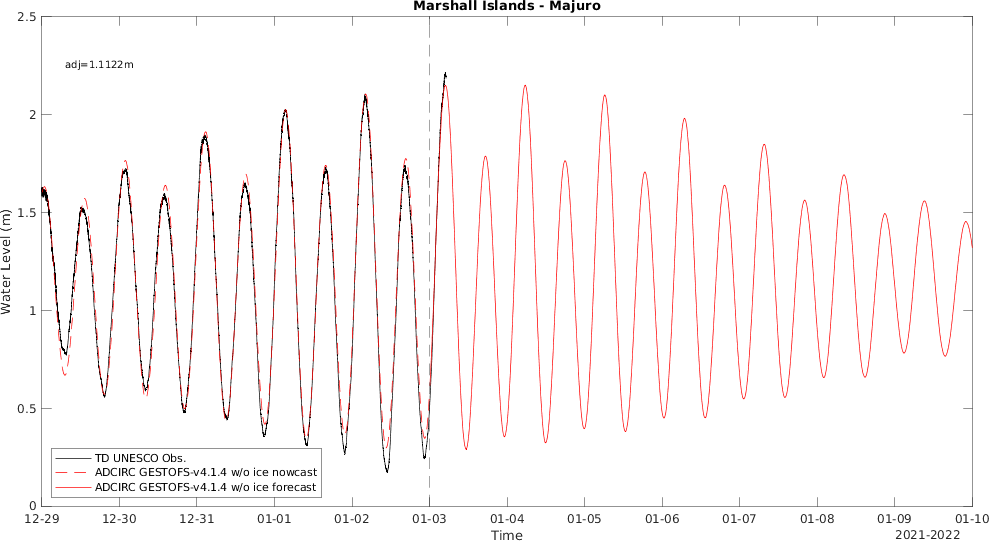 Marshall Islands - Majuro
2.5
adj=1.1122m
2
1.5
Water Level (m)
1
0.5
TD UNESCO Obs.
ADCIRC GESTOFS-v4.1.4 w/o ice nowcast
ADCIRC GESTOFS-v4.1.4 w/o ice forecast
0
12-29 12-30 12-31 01-01 01-02 01-03 01-04 01-05 01-06 01-07 01-08 01-09 01-10
Time
2021-2022